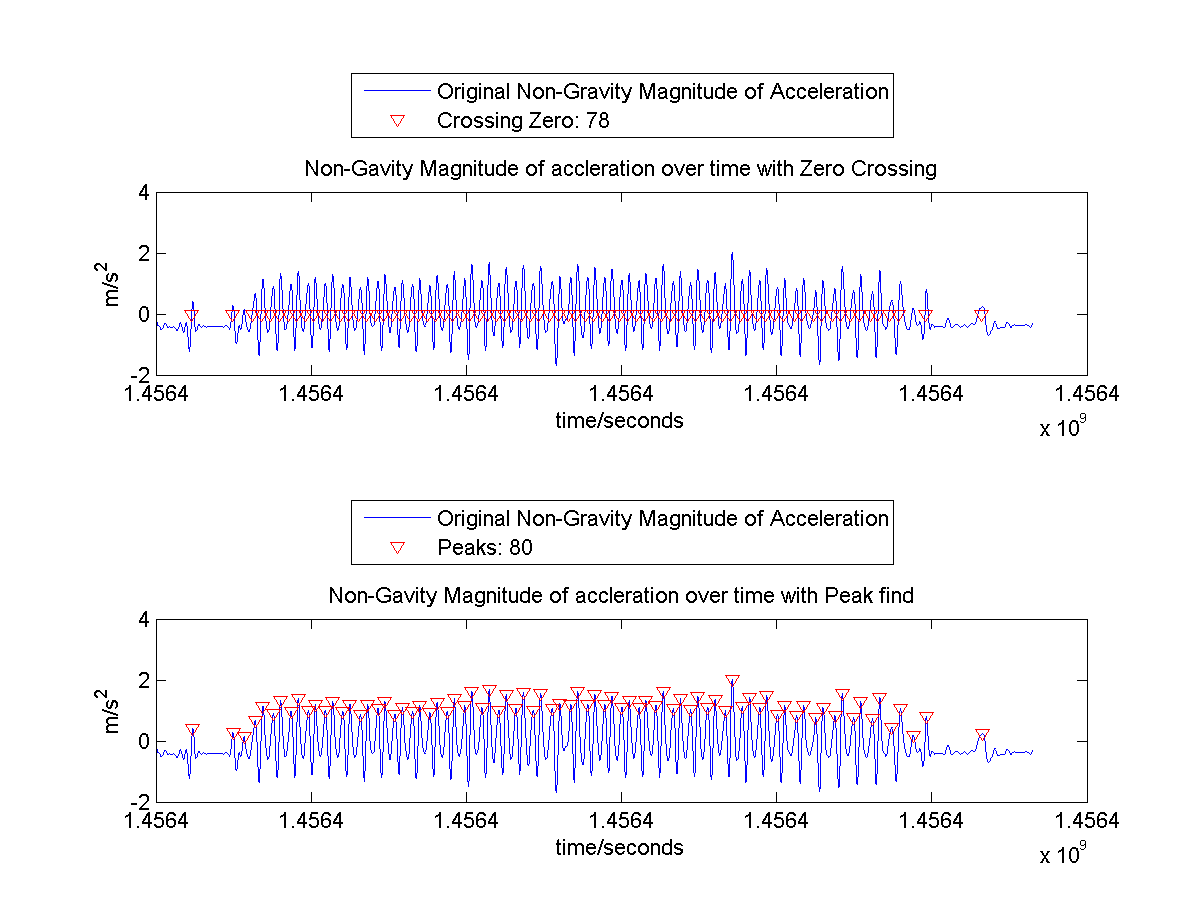 Original Non-Gravity Magnitude of Acceleration
Crossing Zero: 78
Non-Gavity Magnitude of accleration over time with Zero Crossing
4
2
0
-2
m/s²
1.4564 1.4564 1.4564 1.4564 1.4564 1.4564 1.4564
time/seconds
x 10⁹
Original Non-Gravity Magnitude of Acceleration
Peaks: 80
Non-Gavity Magnitude of accleration over time with Peak find
4
2
0
-2
m/s²
1.4564 1.4564 1.4564 1.4564 1.4564 1.4564 1.4564
time/seconds
x 10⁹